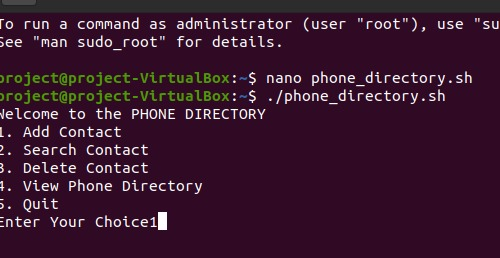 To run a command as administrator (user "root"), use "su
See "man sudo_root" for details.
project@project-VirtualBox:~$ nano phone_directory.sh
project@project-VirtualBox:~$ ./phone_directory.sh
Welcome to the PHONE DIRECTORY
1. Add Contact
2. Search Contact
3. Delete Contact
4. View Phone Directory
5. Quit
Enter Your Choice1